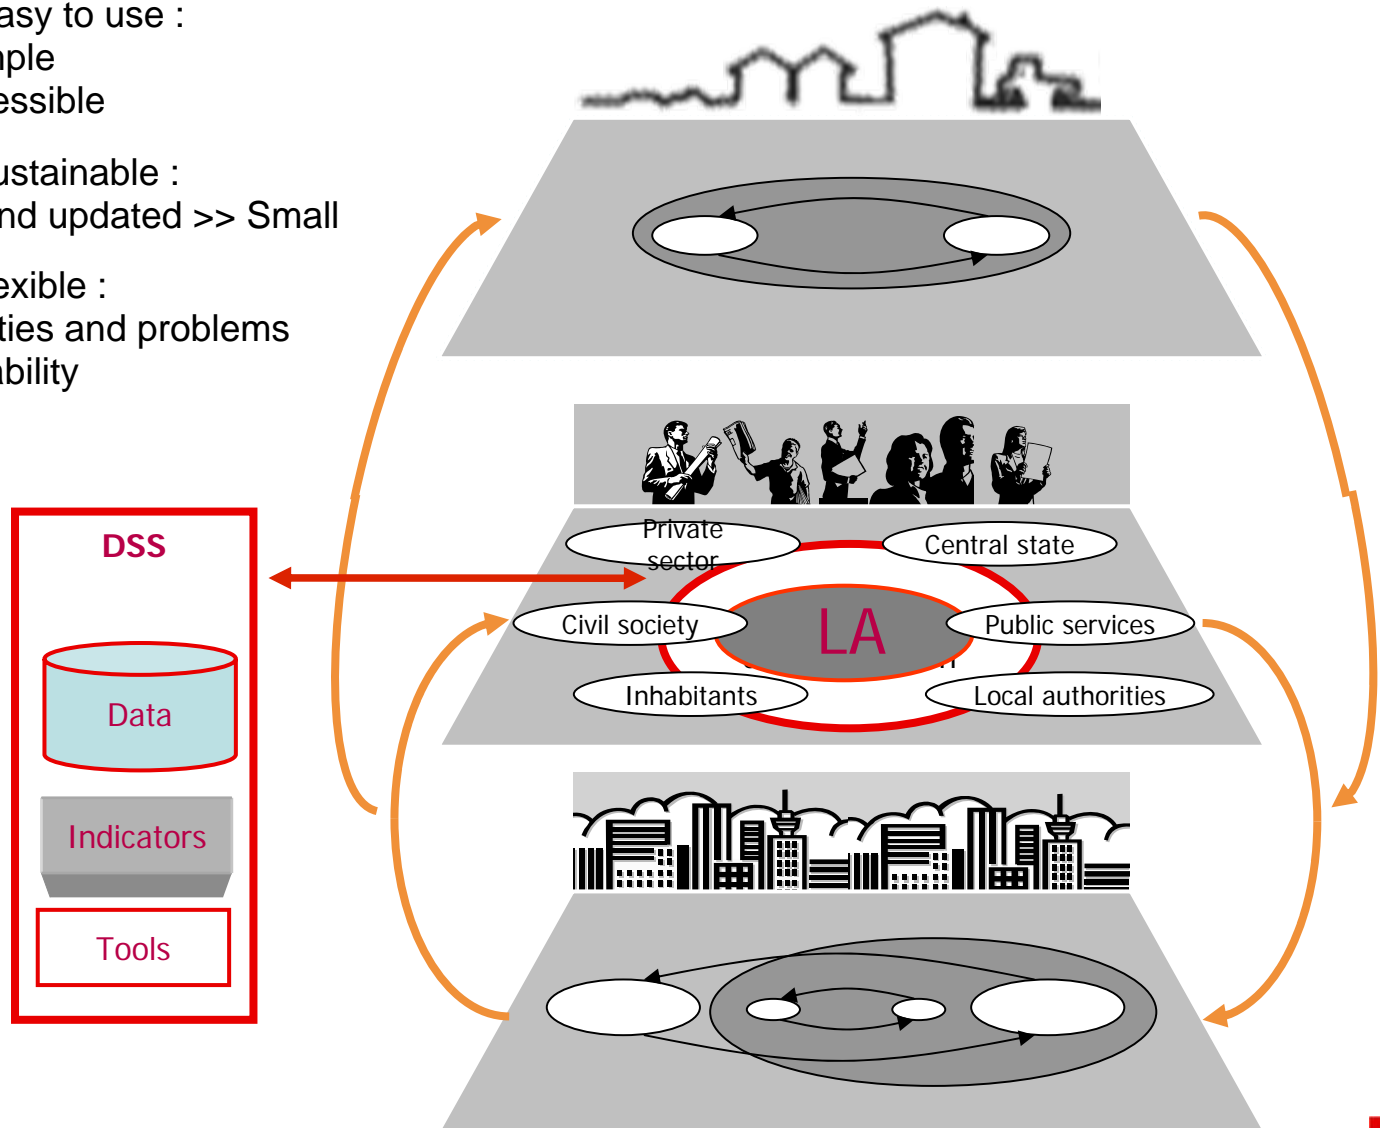 asy to use :
nple
essible
ustainable :
nd updated >> Small
exible :
ties and problems
ability
DSS
Data
Indicators
Tools
Private
sector
Central state
Civil society
LA
Public services
Inhabitants
Local authorities